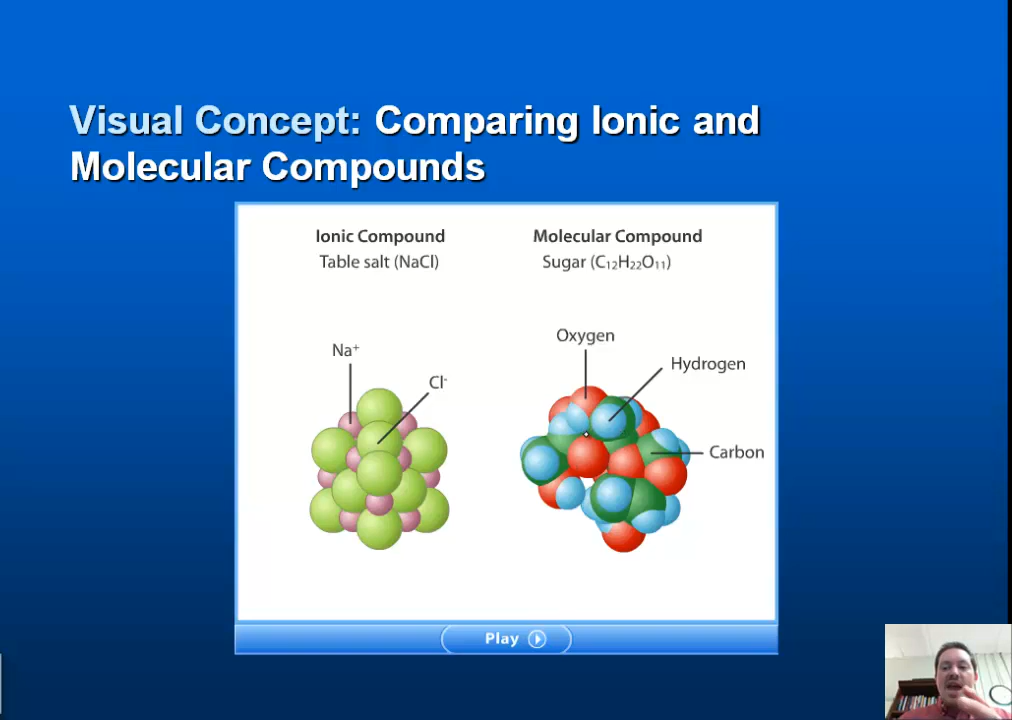 Visual Concept: Comparing Ionic and
Molecular Compounds
Ionic Compound
Table salt (NaCl)
Molecular Compound
Sugar (C₁₂H₂₂O₁₁)
Oxygen
Na⁺
Hydrogen
Cl⁻
Carbon
Play